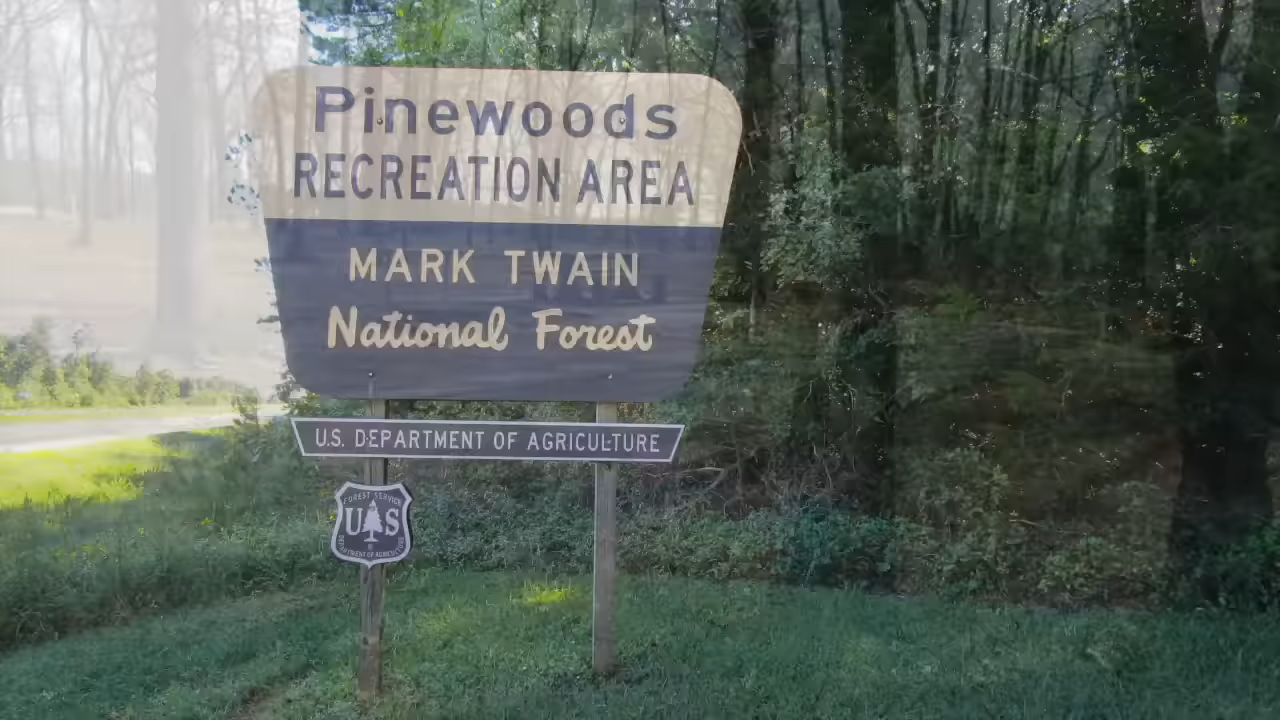 Pinewoods
RECREATION AREA
MARK TWAIN
National Forest
U.S. DEPARTMENT OF AGRICULTURE
FOREST SERVICE
U S
DEPARTMENT OF AGRICULTURE